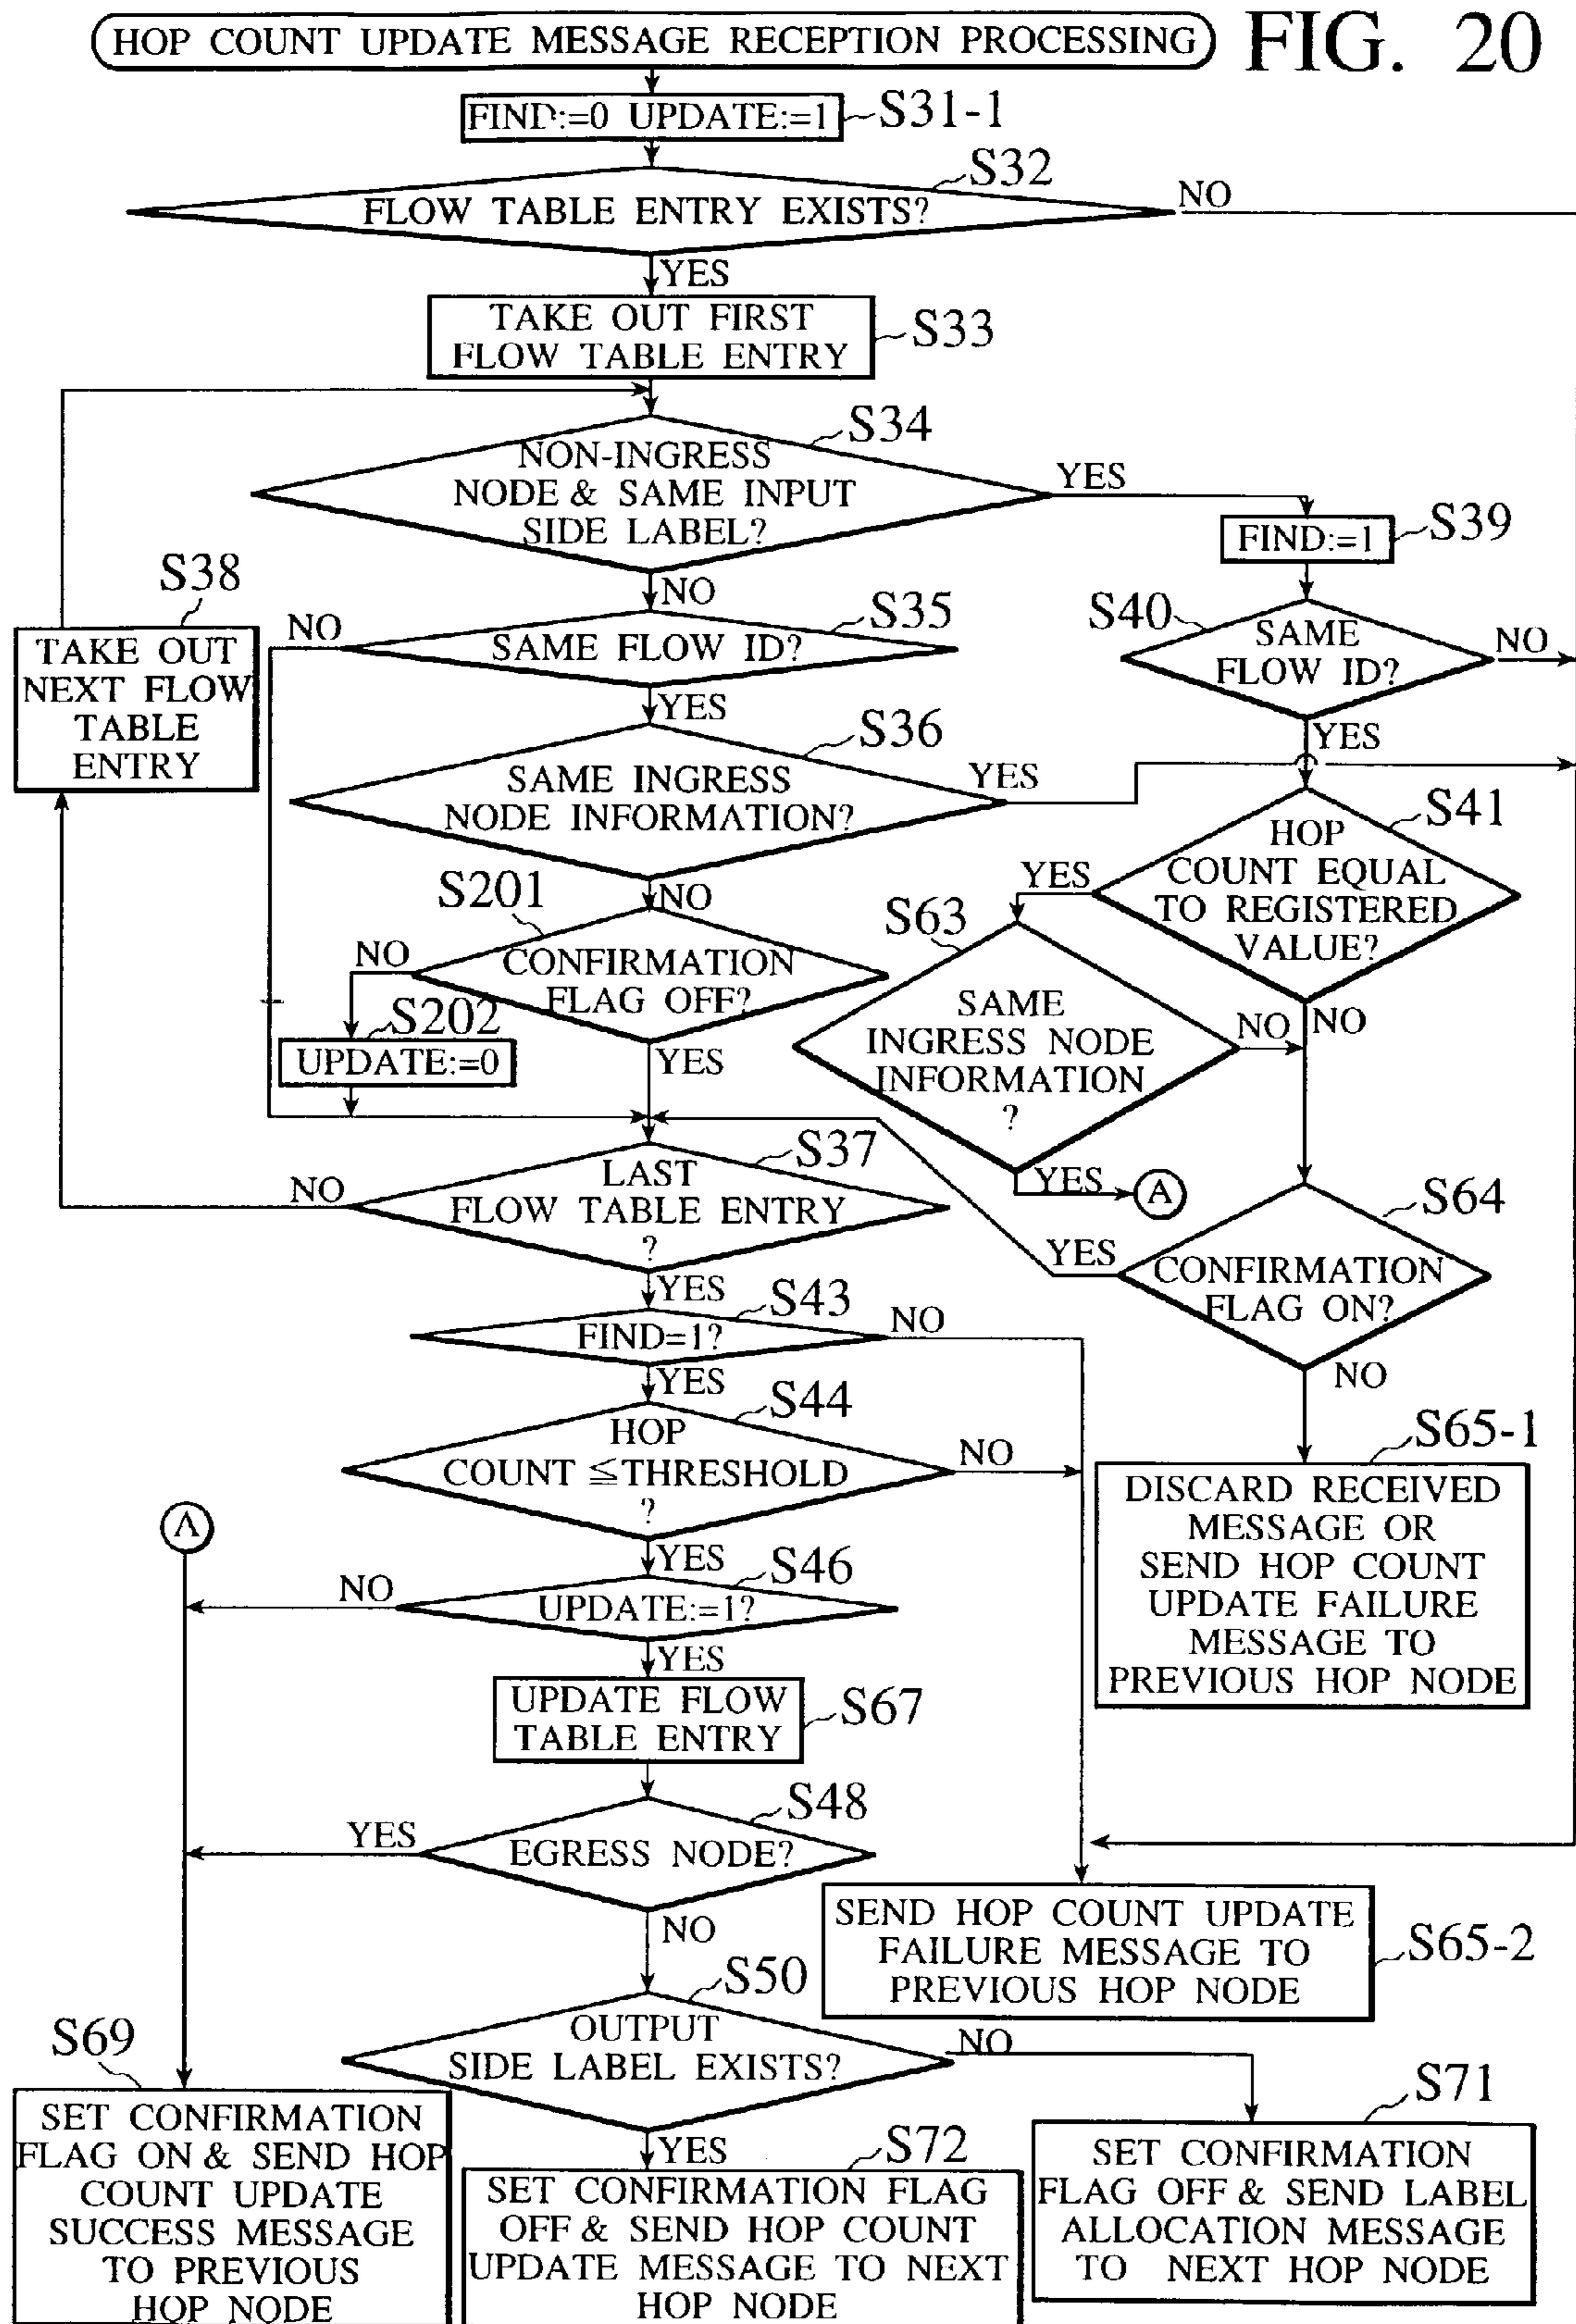 HOP COUNT UPDATE MESSAGE RECEPTION PROCESSING
FIG. 20
FIND:=0 UPDATE:=1
S31-1
S32
FLOW TABLE ENTRY EXISTS?
NO
YES
TAKE OUT FIRST
FLOW TABLE ENTRY
S33
S34
NON-INGRESS
NODE & SAME INPUT
SIDE LABEL?
YES
NO
S39
FIND:=1
S38
TAKE OUT
NEXT FLOW
TABLE
ENTRY
S35
SAME FLOW ID?
NO
YES
S40
SAME
FLOW ID?
NO
YES
S36
SAME INGRESS
NODE INFORMATION?
YES
NO
S41
HOP
COUNT EQUAL
TO REGISTERED
VALUE?
YES
NO
S201
CONFIRMATION
FLAG OFF?
NO
YES
S202
UPDATE:=0
S63
SAME
INGRESS NODE
INFORMATION
?
NO
YES
A
S37
LAST
FLOW TABLE ENTRY
?
NO
YES
S64
CONFIRMATION
FLAG ON?
YES
NO
S43
FIND=1?
NO
YES
S44
HOP
COUNT ≦THRESHOLD
?
NO
YES
S65-1
DISCARD RECEIVED
MESSAGE OR
SEND HOP COUNT
UPDATE FAILURE
MESSAGE TO
PREVIOUS HOP NODE
A
S46
UPDATE:=1?
NO
YES
UPDATE FLOW
TABLE ENTRY
S67
S48
EGRESS NODE?
YES
NO
SEND HOP COUNT UPDATE
FAILURE MESSAGE TO
PREVIOUS HOP NODE
S65-2
S50
OUTPUT
SIDE LABEL EXISTS?
NO
YES
S69
SET CONFIRMATION
FLAG ON & SEND HOP
COUNT UPDATE
SUCCESS MESSAGE
TO PREVIOUS
HOP NODE
S72
SET CONFIRMATION FLAG
OFF & SEND HOP COUNT
UPDATE MESSAGE TO NEXT
HOP NODE
S71
SET CONFIRMATION
FLAG OFF & SEND LABEL
ALLOCATION MESSAGE
TO NEXT HOP NODE